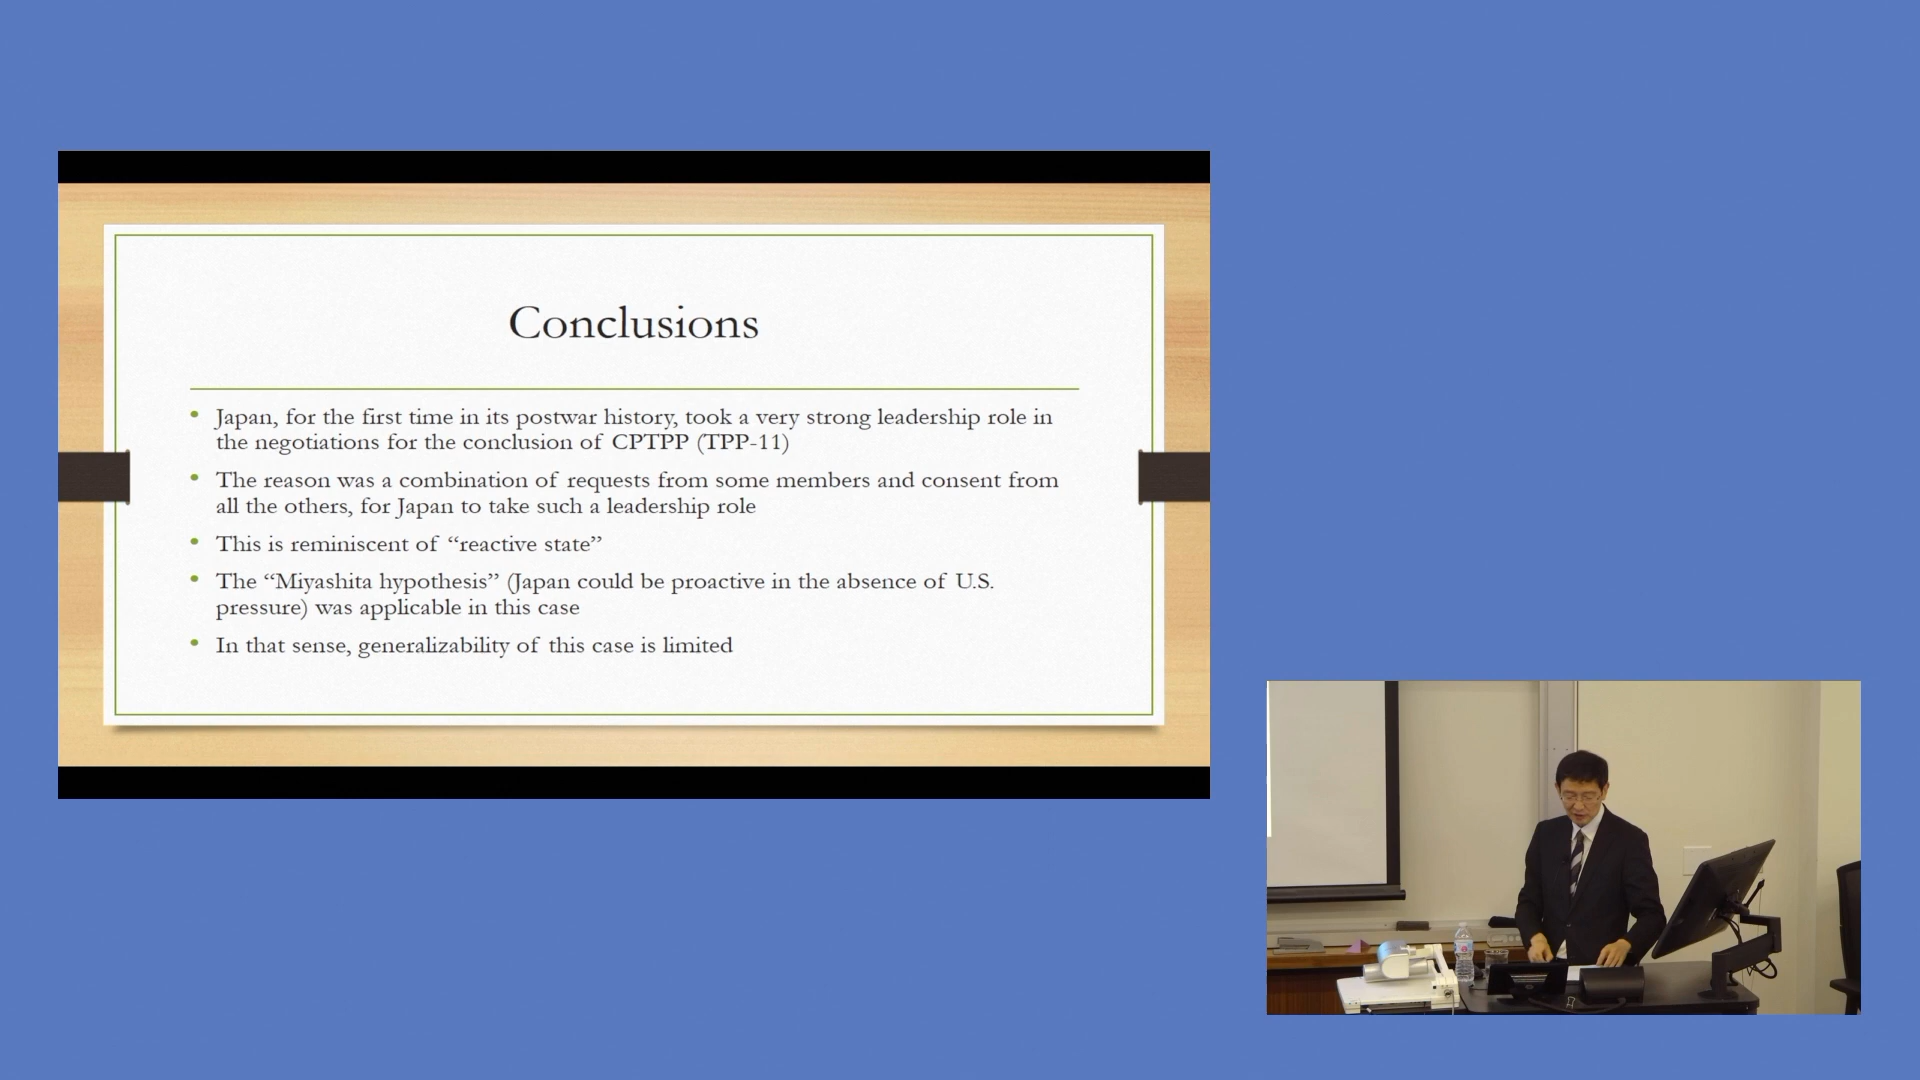 Conclusions
• Japan, for the first time in its postwar history, took a very strong leadership role in
the negotiations for the conclusion of CPTPP (TPP-11)
• The reason was a combination of requests from some members and consent from
all the others, for Japan to take such a leadership role
• This is reminiscent of “reactive state”
• The “Miyashita hypothesis” (Japan could be proactive in the absence of U.S.
pressure) was applicable in this case
• In that sense, generalizability of this case is limited